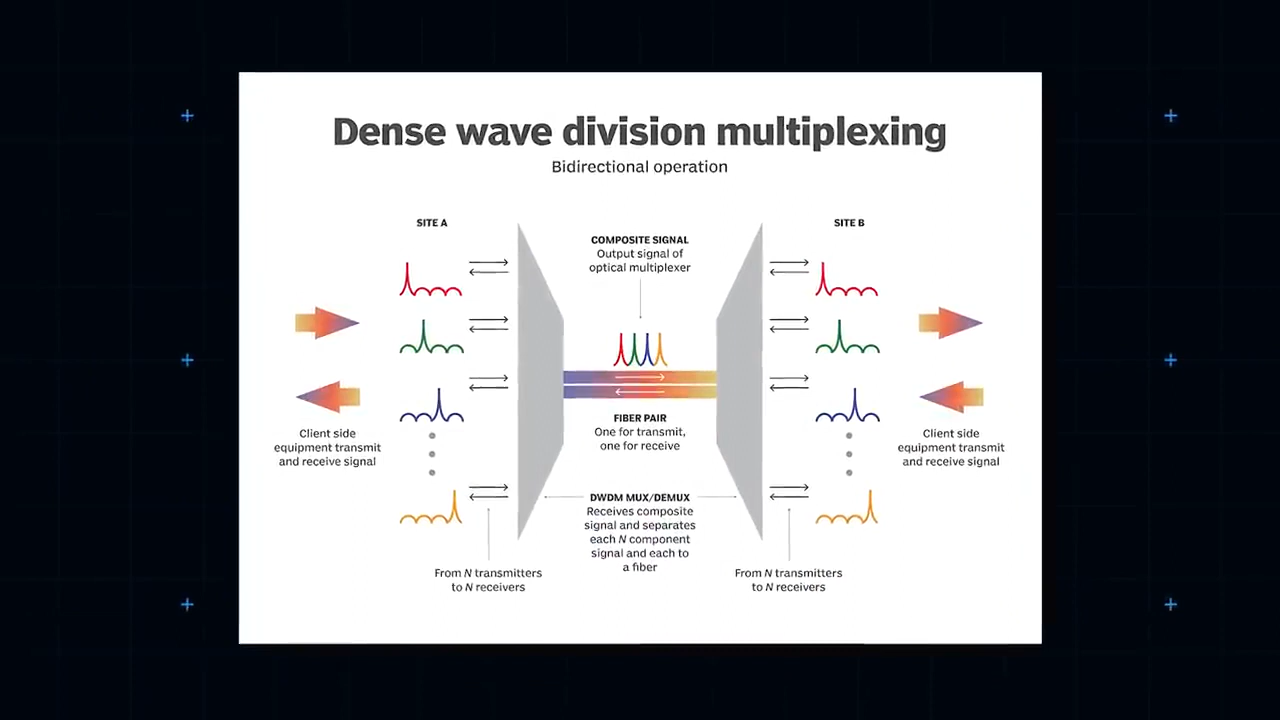 Dense wave division multiplexing
Bidirectional operation
SITE A
SITE B
COMPOSITE SIGNAL
Output signal of
optical multiplexer
FIBER PAIR
One for transmit,
one for receive
Client side
equipment transmit
and receive signal
Client side
equipment transmit
and receive signal
DWDM MUX/DEMUX
Receives composite
signal and separates
each N component
signal and each to
a fiber
From N transmitters
to N receivers
From N transmitters
to N receivers